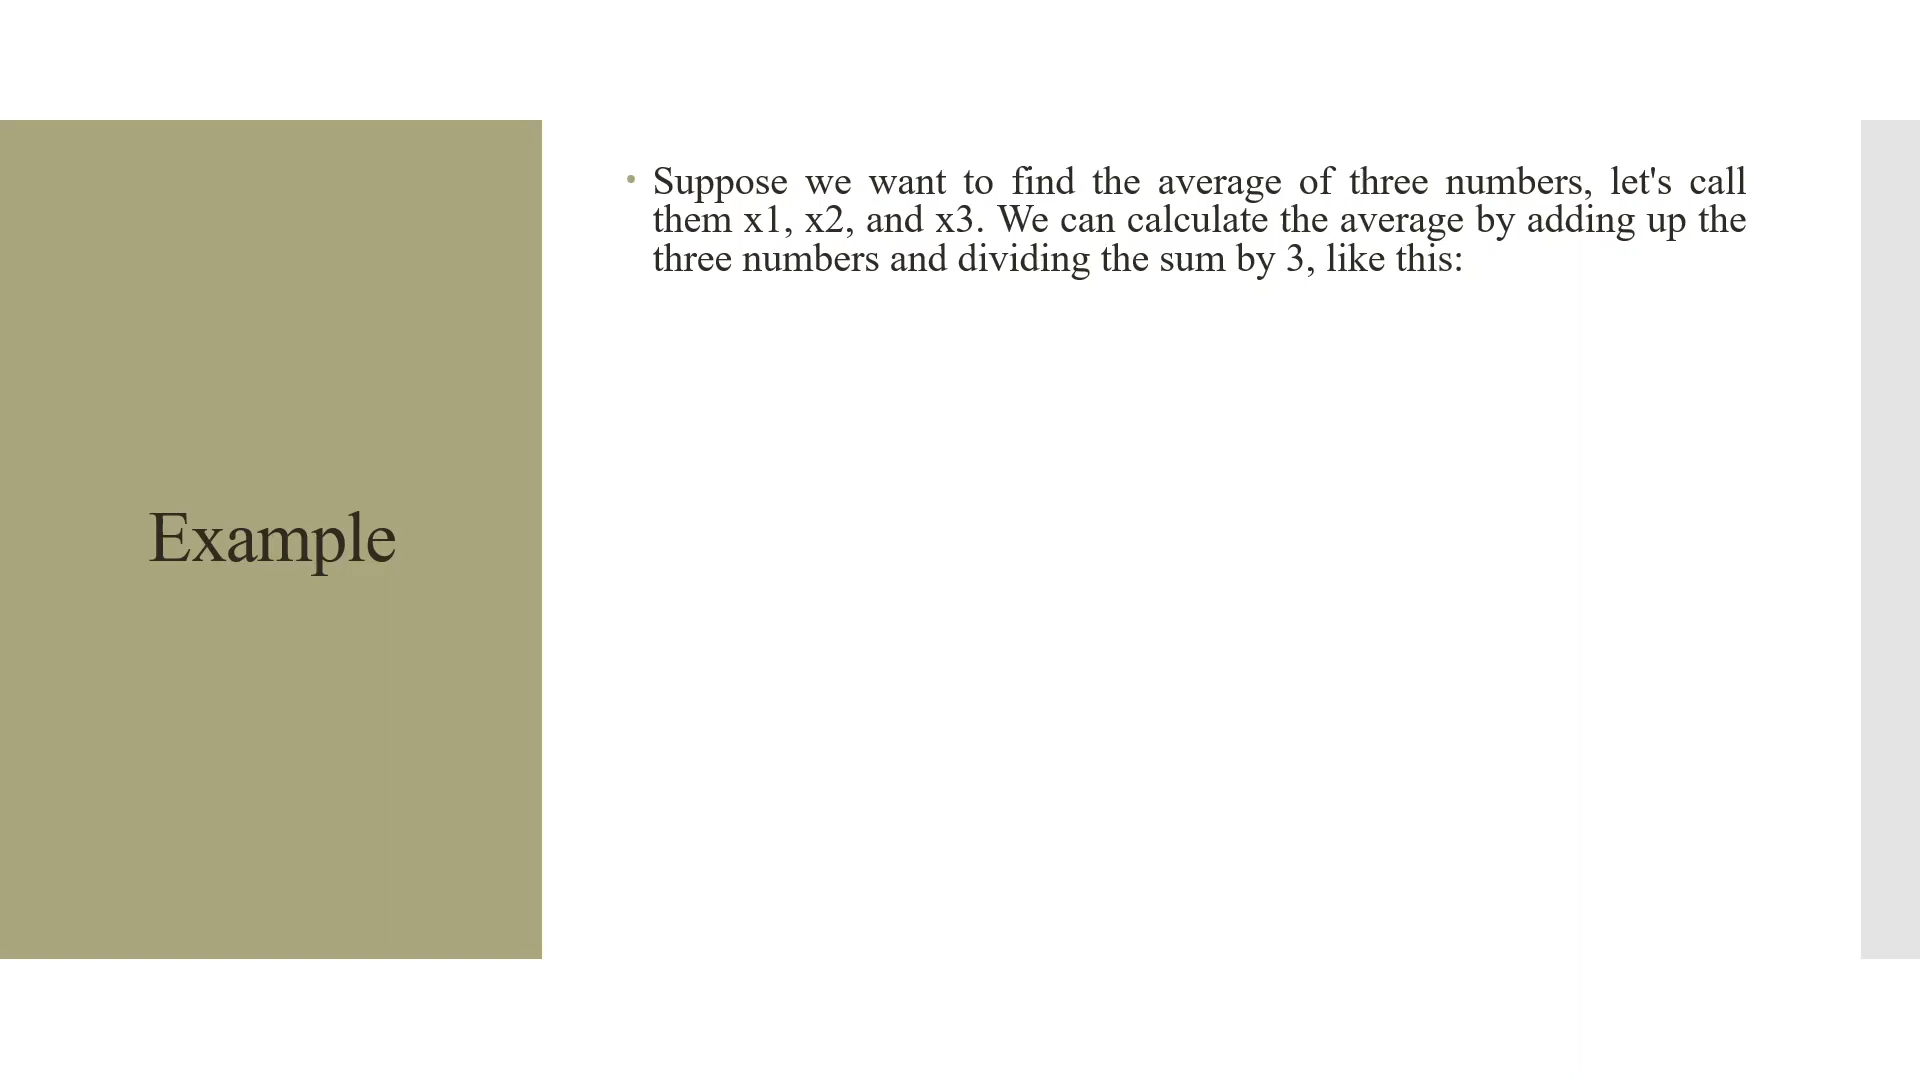 Example
• Suppose we want to find the average of three numbers, let's call
them x1, x2, and x3. We can calculate the average by adding up the
three numbers and dividing the sum by 3, like this: